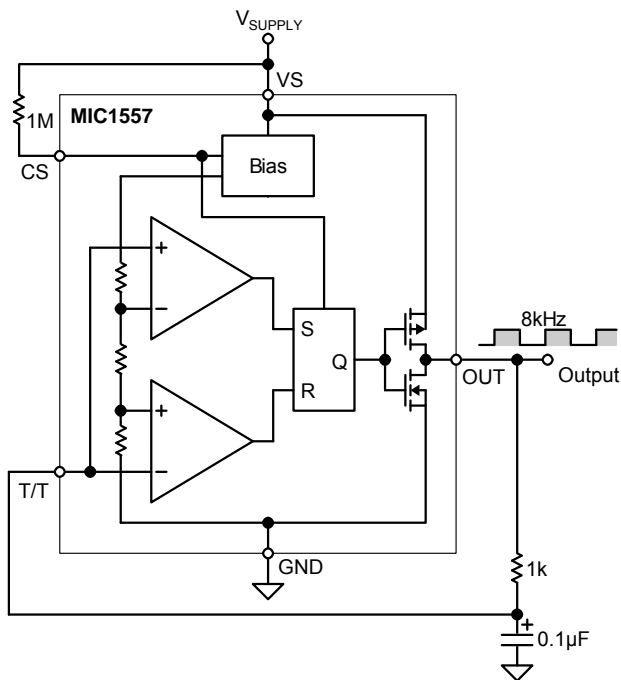 VSUPPLY
VS
MIC1557
1M
CS
Bias
+
−
S
8kHz
Q
OUT
Output
R
+
−
T/T
GND
1k
+
0.1µF